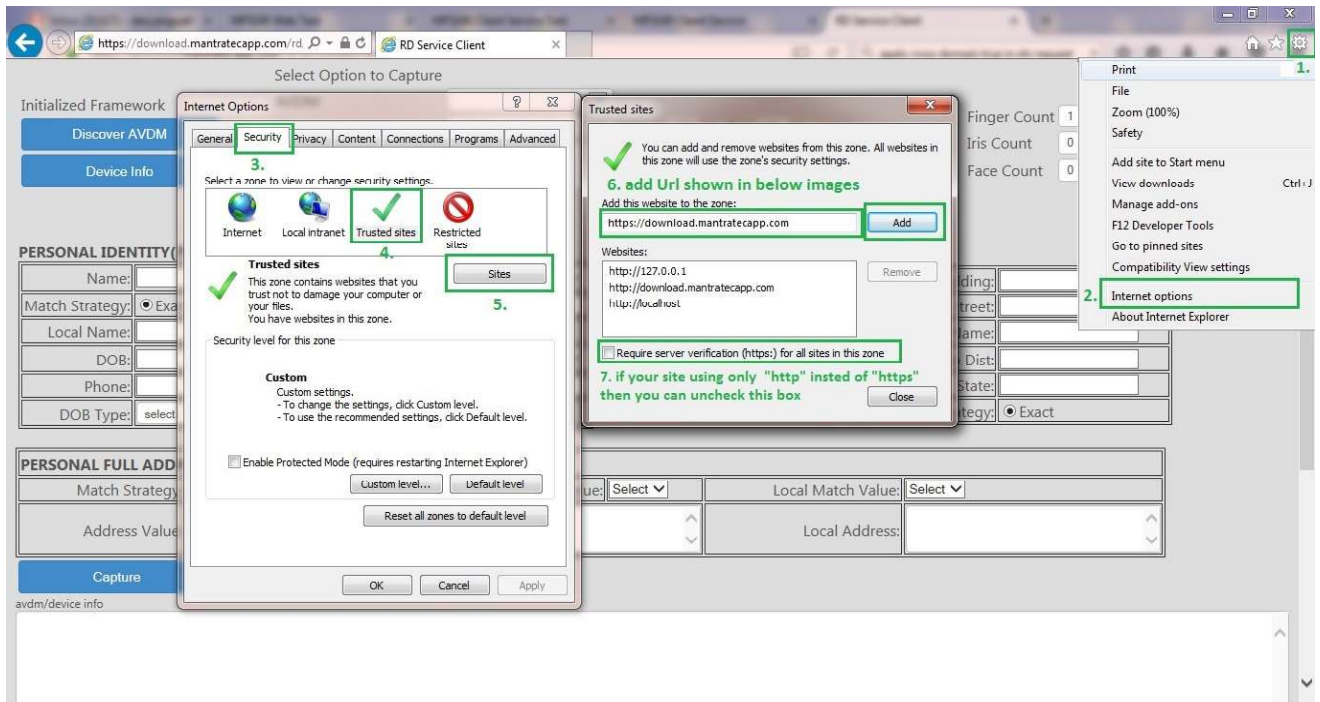 https://download.mantratecapp.com/rd
RD Service Client
1.
Select Option to Capture
Initialized Framework
Discover AVDM
Device Info
Finger Count 1
Iris Count 0
Face Count 0
Print
File
Zoom (100%)
Safety
Add site to Start menu
View downloads Ctrl+J
Manage add-ons
F12 Developer Tools
Go to pinned sites
Compatibility View settings
2. Internet options
About Internet Explorer
Internet Options
General Security Privacy Content Connections Programs Advanced
3.
Select a zone to view or change security settings.
Internet Local intranet Trusted sites Restricted sites
4.
Trusted sites
This zone contains websites that you
trust not to damage your computer or
your files.
You have websites in this zone.
Sites
5.
Security level for this zone
Custom
Custom settings.
- To change the settings, click Custom level.
- To use the recommended settings, click Default level.
Enable Protected Mode (requires restarting Internet Explorer)
Custom level... Default level
Reset all zones to default level
OK Cancel Apply
Trusted sites
You can add and remove websites from this zone. All websites in
this zone will use the zone's security settings.
6. add Url shown in below images
Add this website to the zone:
https://download.mantratecapp.com Add
Websites:
http://127.0.0.1
http://download.mantratecapp.com
http://localhost
Remove
Require server verification (https:) for all sites in this zone
7. if your site using only "http" insted of "https"
then you can uncheck this box
Close
PERSONAL IDENTITY(
Name:
Match Strategy: Exa
Local Name:
DOB:
Phone:
DOB Type: select
lding:
treet:
ame:
Dist:
State:
tegy: Exact
PERSONAL FULL ADD
Match Strategy
ue: Select
Local Match Value: Select
Address Value
Local Address:
Capture
avdm/device info